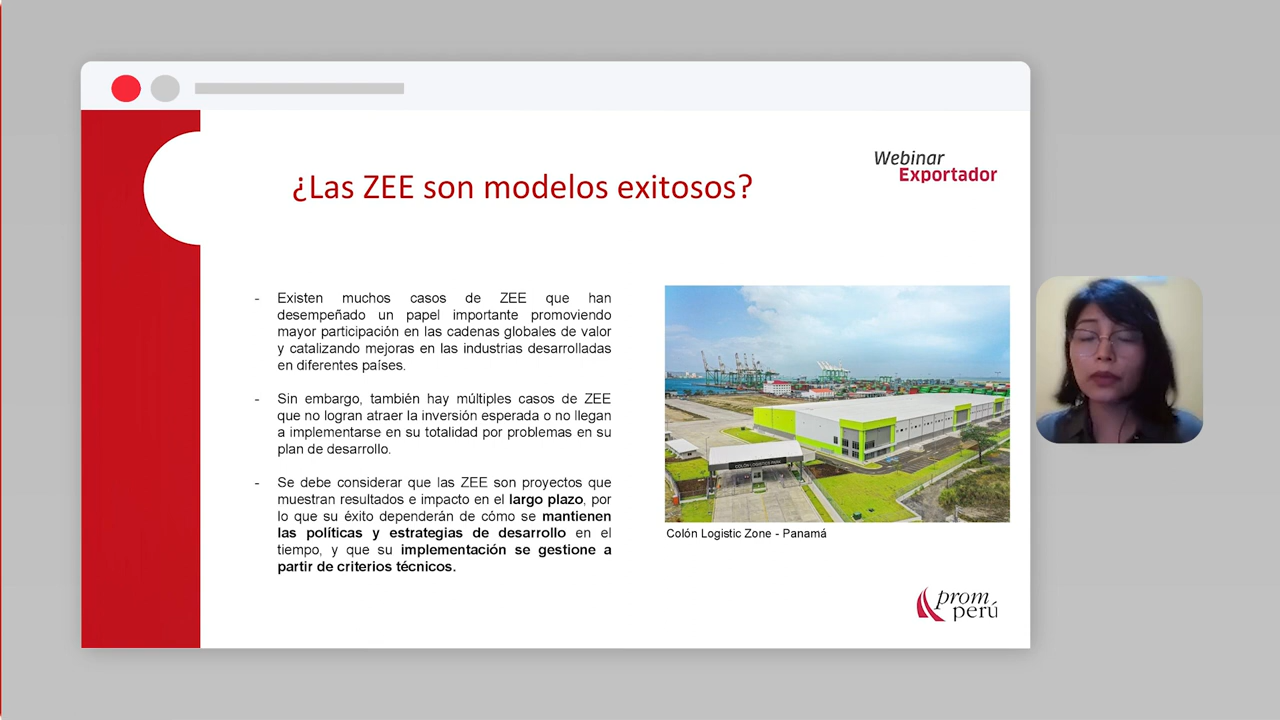 Webinar
Exportador
¿Las ZEE son modelos exitosos?
- Existen muchos casos de ZEE que han
desempeñado un papel importante promoviendo
mayor participación en las cadenas globales de valor
y catalizando mejoras en las industrias desarrolladas
en diferentes países.
- Sin embargo, también hay múltiples casos de ZEE
que no logran atraer la inversión esperada o no llegan
a implementarse en su totalidad por problemas en su
plan de desarrollo.
- Se debe considerar que las ZEE son proyectos que
muestran resultados e impacto en el largo plazo, por
lo que su éxito dependerán de cómo se mantienen
las políticas y estrategias de desarrollo en el
tiempo, y que su implementación se gestione a
partir de criterios técnicos.
COLÓN LOGISTICS PARK
Colón Logistic Zone - Panamá
prom
perú